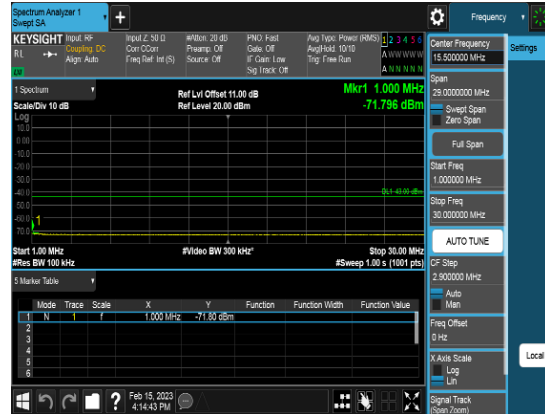 Spectrum Analyzer 1
Swept SA
+
Frequency
KEYSIGHT
Input: RF
Input Z: 50 Ω
#Atten: 20 dB
PNO: Fast
Avg Type: Power (RMS)
1 2 3 4 5 6
RL
Coupling: DC
Corr CCorr
Preamp: Off
Gate: Off
Avg|Hold: 10/10
A W W W W W
Align: Auto
Freq Ref: Int (S)
Source: Off
IF Gain: Low
Trig: Free Run
Sig Track: Off
A N N N N N
1 Spectrum
Ref Lvl Offset 11.00 dB
Mkr1 1.000 MHz
Scale/Div 10 dB
Ref Level 20.00 dBm
-71.796 dBm
Log
10.0
0.00
-10.0
-20.0
-30.0
-40.0
DL1 -43.00 dBm
-50.0
-60.0
1
-70.0
Start 1.00 MHz
#Video BW 300 kHz*
Stop 30.00 MHz
#Res BW 100 kHz
#Sweep 1.00 s (1001 pts)
5 Marker Table
Mode Trace Scale X Y Function Function Width Function Value
1 N 1 f 1.000 MHz -71.80 dBm
2
3
4
5
6
Feb 15, 2023
4:14:43 PM
Center Frequency
15.500000 MHz
Settings
Span
29.0000000 MHz
Swept Span
Zero Span
Full Span
Start Freq
1.000000 MHz
Stop Freq
30.000000 MHz
AUTO TUNE
CF Step
2.900000 MHz
Auto
Man
Freq Offset
0 Hz
X Axis Scale
Log
Lin
Local
Signal Track
(Span Zoom)